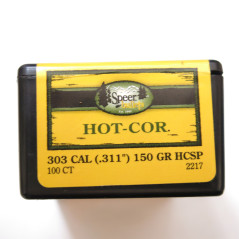 Speer
HOT-COR.
303 CAL (.311") 150 GR HCSP
100 CT 2217